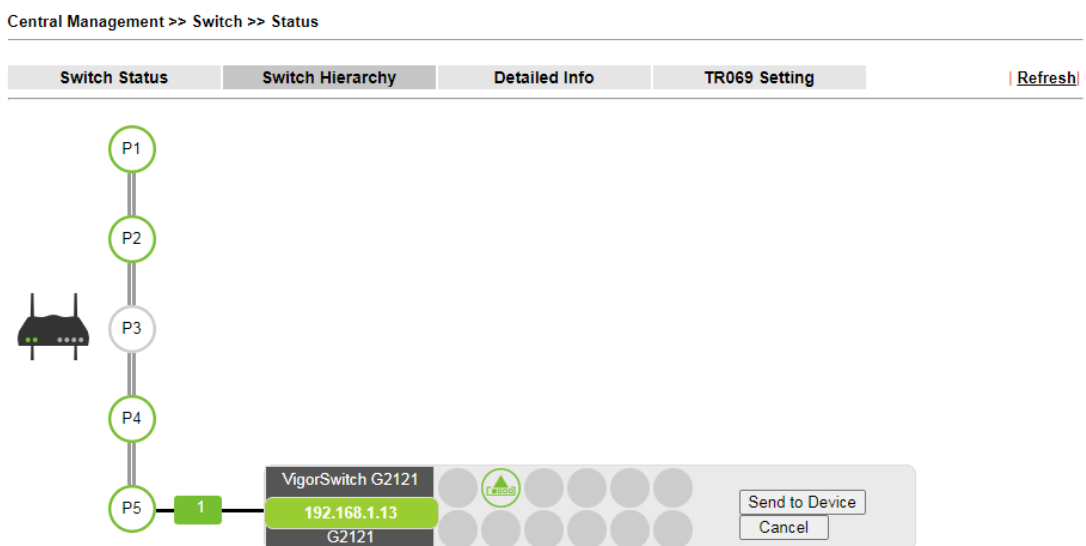 Central Management >> Switch >> Status
Switch Status Switch Hierarchy Detailed Info TR069 Setting | Refresh|
P1
P2
P3
P4
P5 1
VigorSwitch G2121
192.168.1.13
G2121
Send to Device
Cancel